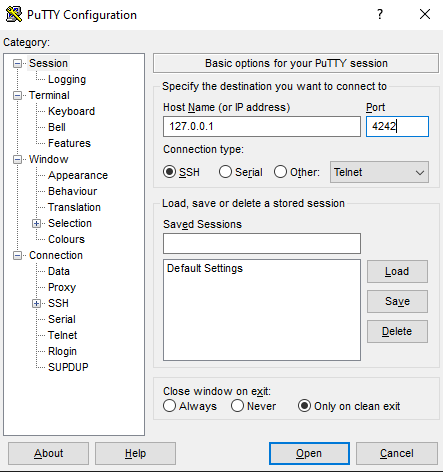 PuTTY Configuration
?
Category:
Session
Logging
Terminal
Keyboard
Bell
Features
Window
Appearance
Behaviour
Translation
Selection
Colours
Connection
Data
Proxy
SSH
Serial
Telnet
Rlogin
SUPDUP
Basic options for your PuTTY session
Specify the destination you want to connect to
Host Name (or IP address) Port
127.0.0.1 4242
Connection type:
SSH Serial Other: Telnet
Load, save or delete a stored session
Saved Sessions
Default Settings
Load
Save
Delete
Close window on exit:
Always Never Only on clean exit
About Help Open Cancel